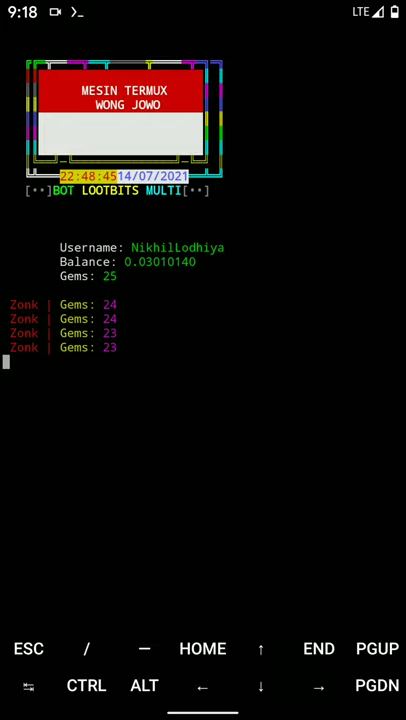 9:18
LTE
MESIN TERMUX
WONG JOWO
22:48:45 14/07/2021
[··]BOT LOOTBITS MULTI[··]
Username: NikhilLodhiya
Balance: 0.03010140
Gems: 25
Zonk | Gems: 24
Zonk | Gems: 24
Zonk | Gems: 23
Zonk | Gems: 23
ESC / — HOME ↑ END PGUP
↹ CTRL ALT ← ↓ → PGDN